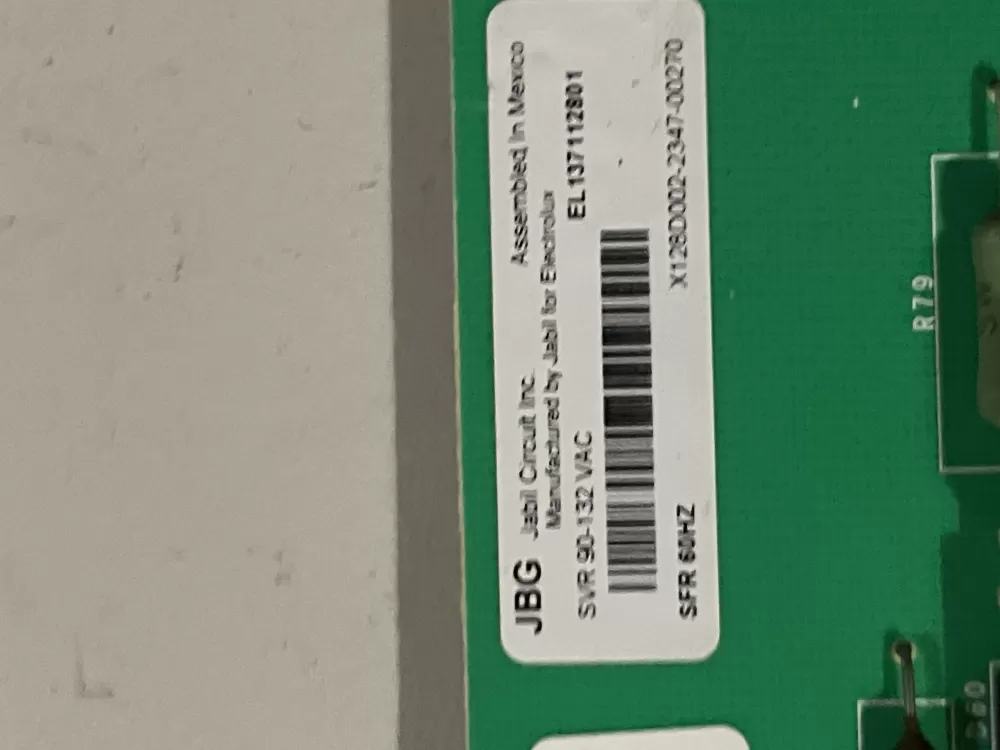 JBG Jabil Circuit Inc. Assembled In Mexico
Manufactured by Jabil for Electrolux
SVR 90-132 VAC EL137112801
SFR 60HZ X128D002-2347-00270
R79